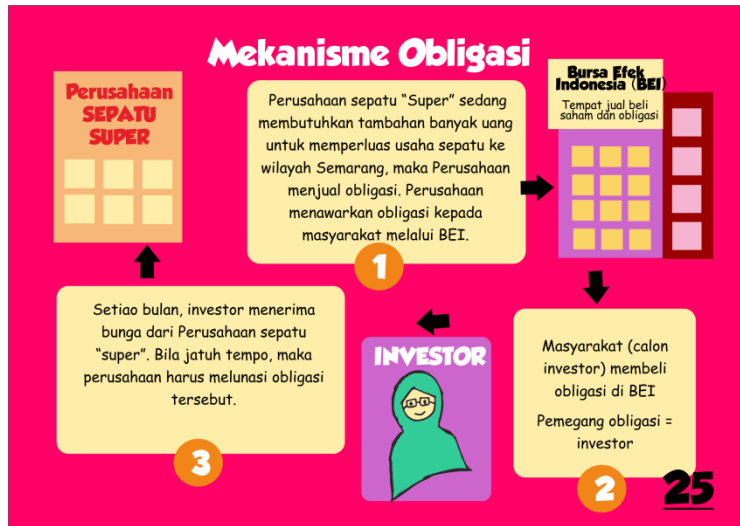 Mekanisme Obligasi
Perusahaan
SEPATU
SUPER
Perusahaan sepatu “Super” sedang
membutuhkan tambahan banyak uang
untuk memperluas usaha sepatu ke
wilayah Semarang, maka Perusahaan
menjual obligasi. Perusahaan
menawarkan obligasi kepada
masyarakat melalui BEI.
1
Bursa Efek
Indonesia (BEI)
Tempat jual beli
saham dan obligasi
Masyarakat (calon
investor) membeli
obligasi di BEI
Pemegang obligasi =
investor
2
INVESTOR
Setiao bulan, investor menerima
bunga dari Perusahaan sepatu
“super”. Bila jatuh tempo, maka
perusahaan harus melunasi obligasi
tersebut.
3
25